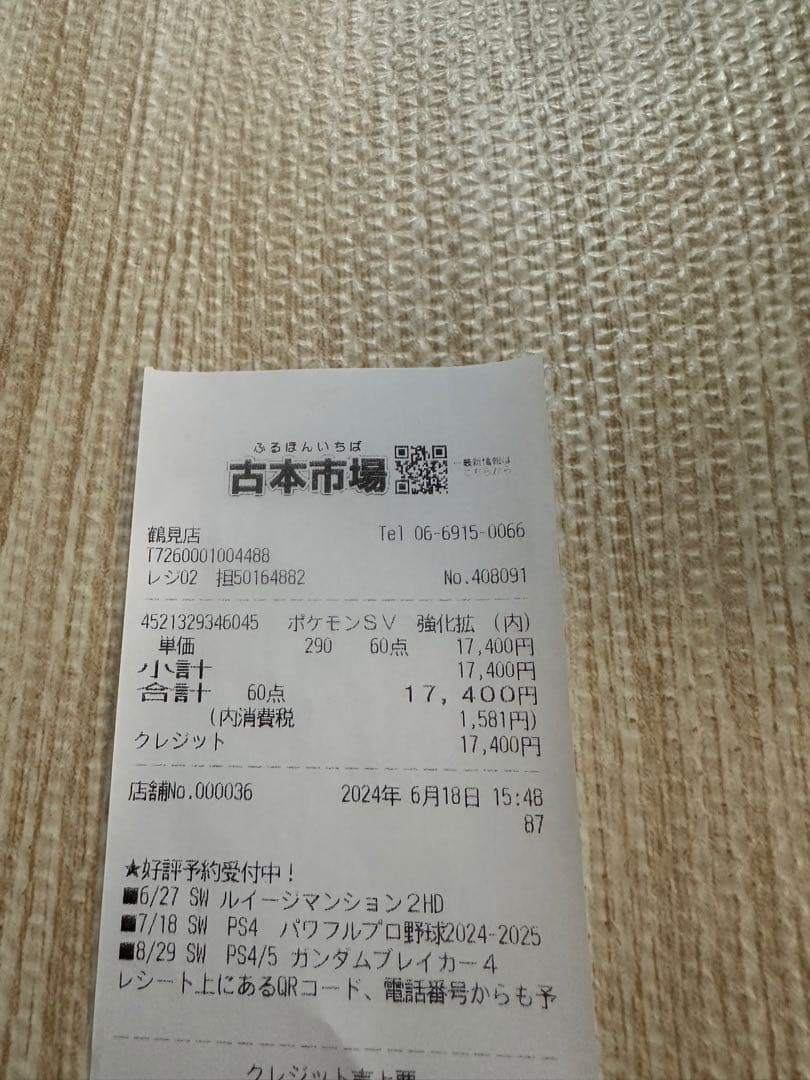 ふるほんいちば
古本市場
最新情報は
こちらから
鶴見店 Tel 06-6915-0066
T7260001004488
レジ02 担50164882 No.408091
4521329346045 ポケモンSV 強化拡 (内)
単価 290 60点 17,400円
小計 17,400円
合計 60点 17,400円
(内消費税 1,581円)
クレジット 17,400円
店舗No.000036 2024年 6月18日 15:48
87
★好評予約受付中!
■6/27 SW ルイージマンション2HD
■7/18 SW PS4 パワフルプロ野球2024-2025
■8/29 SW PS4/5 ガンダムブレイカー4
レシート上にあるQRコード、電話番号からも予
クレジット売上票